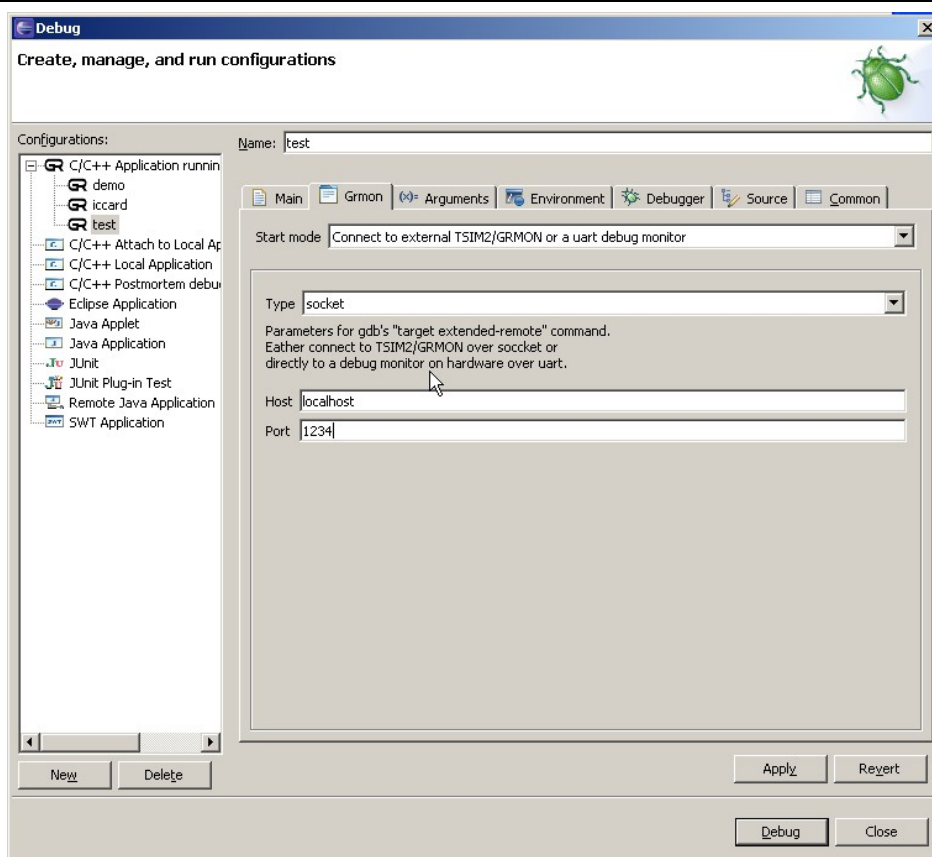 Debug
Create, manage, and run configurations
Configurations:
C/C++ Application runnin
demo
iccard
test
C/C++ Attach to Local Ap
C/C++ Local Application
C/C++ Postmortem debu
Eclipse Application
Java Applet
Java Application
Ju JUnit
JUnit Plug-in Test
Remote Java Application
SWT SWT Application
New Delete
Name: test
Main Grmon (x)= Arguments Environment Debugger Source Common
Start mode Connect to external TSIM2/GRMON or a uart debug monitor
Type socket
Parameters for gdb's "target extended-remote" command.
Eather connect to TSIM2/GRMON over soccket or
directly to a debug monitor on hardware over uart.
Host localhost
Port 1234
Apply Revert
Debug Close